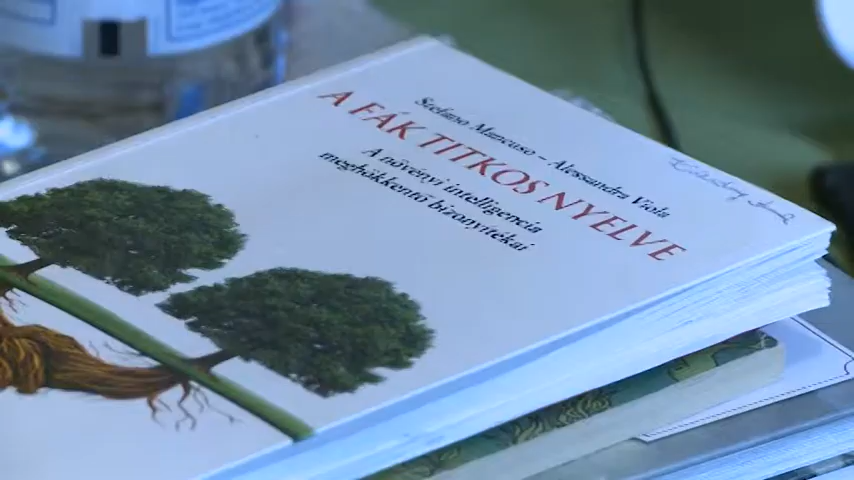 Stefano Mancuso – Alessandra Viola
A FÁK TITKOS NYELVE
A növényi intelligencia
meghökkentő bizonyítékai